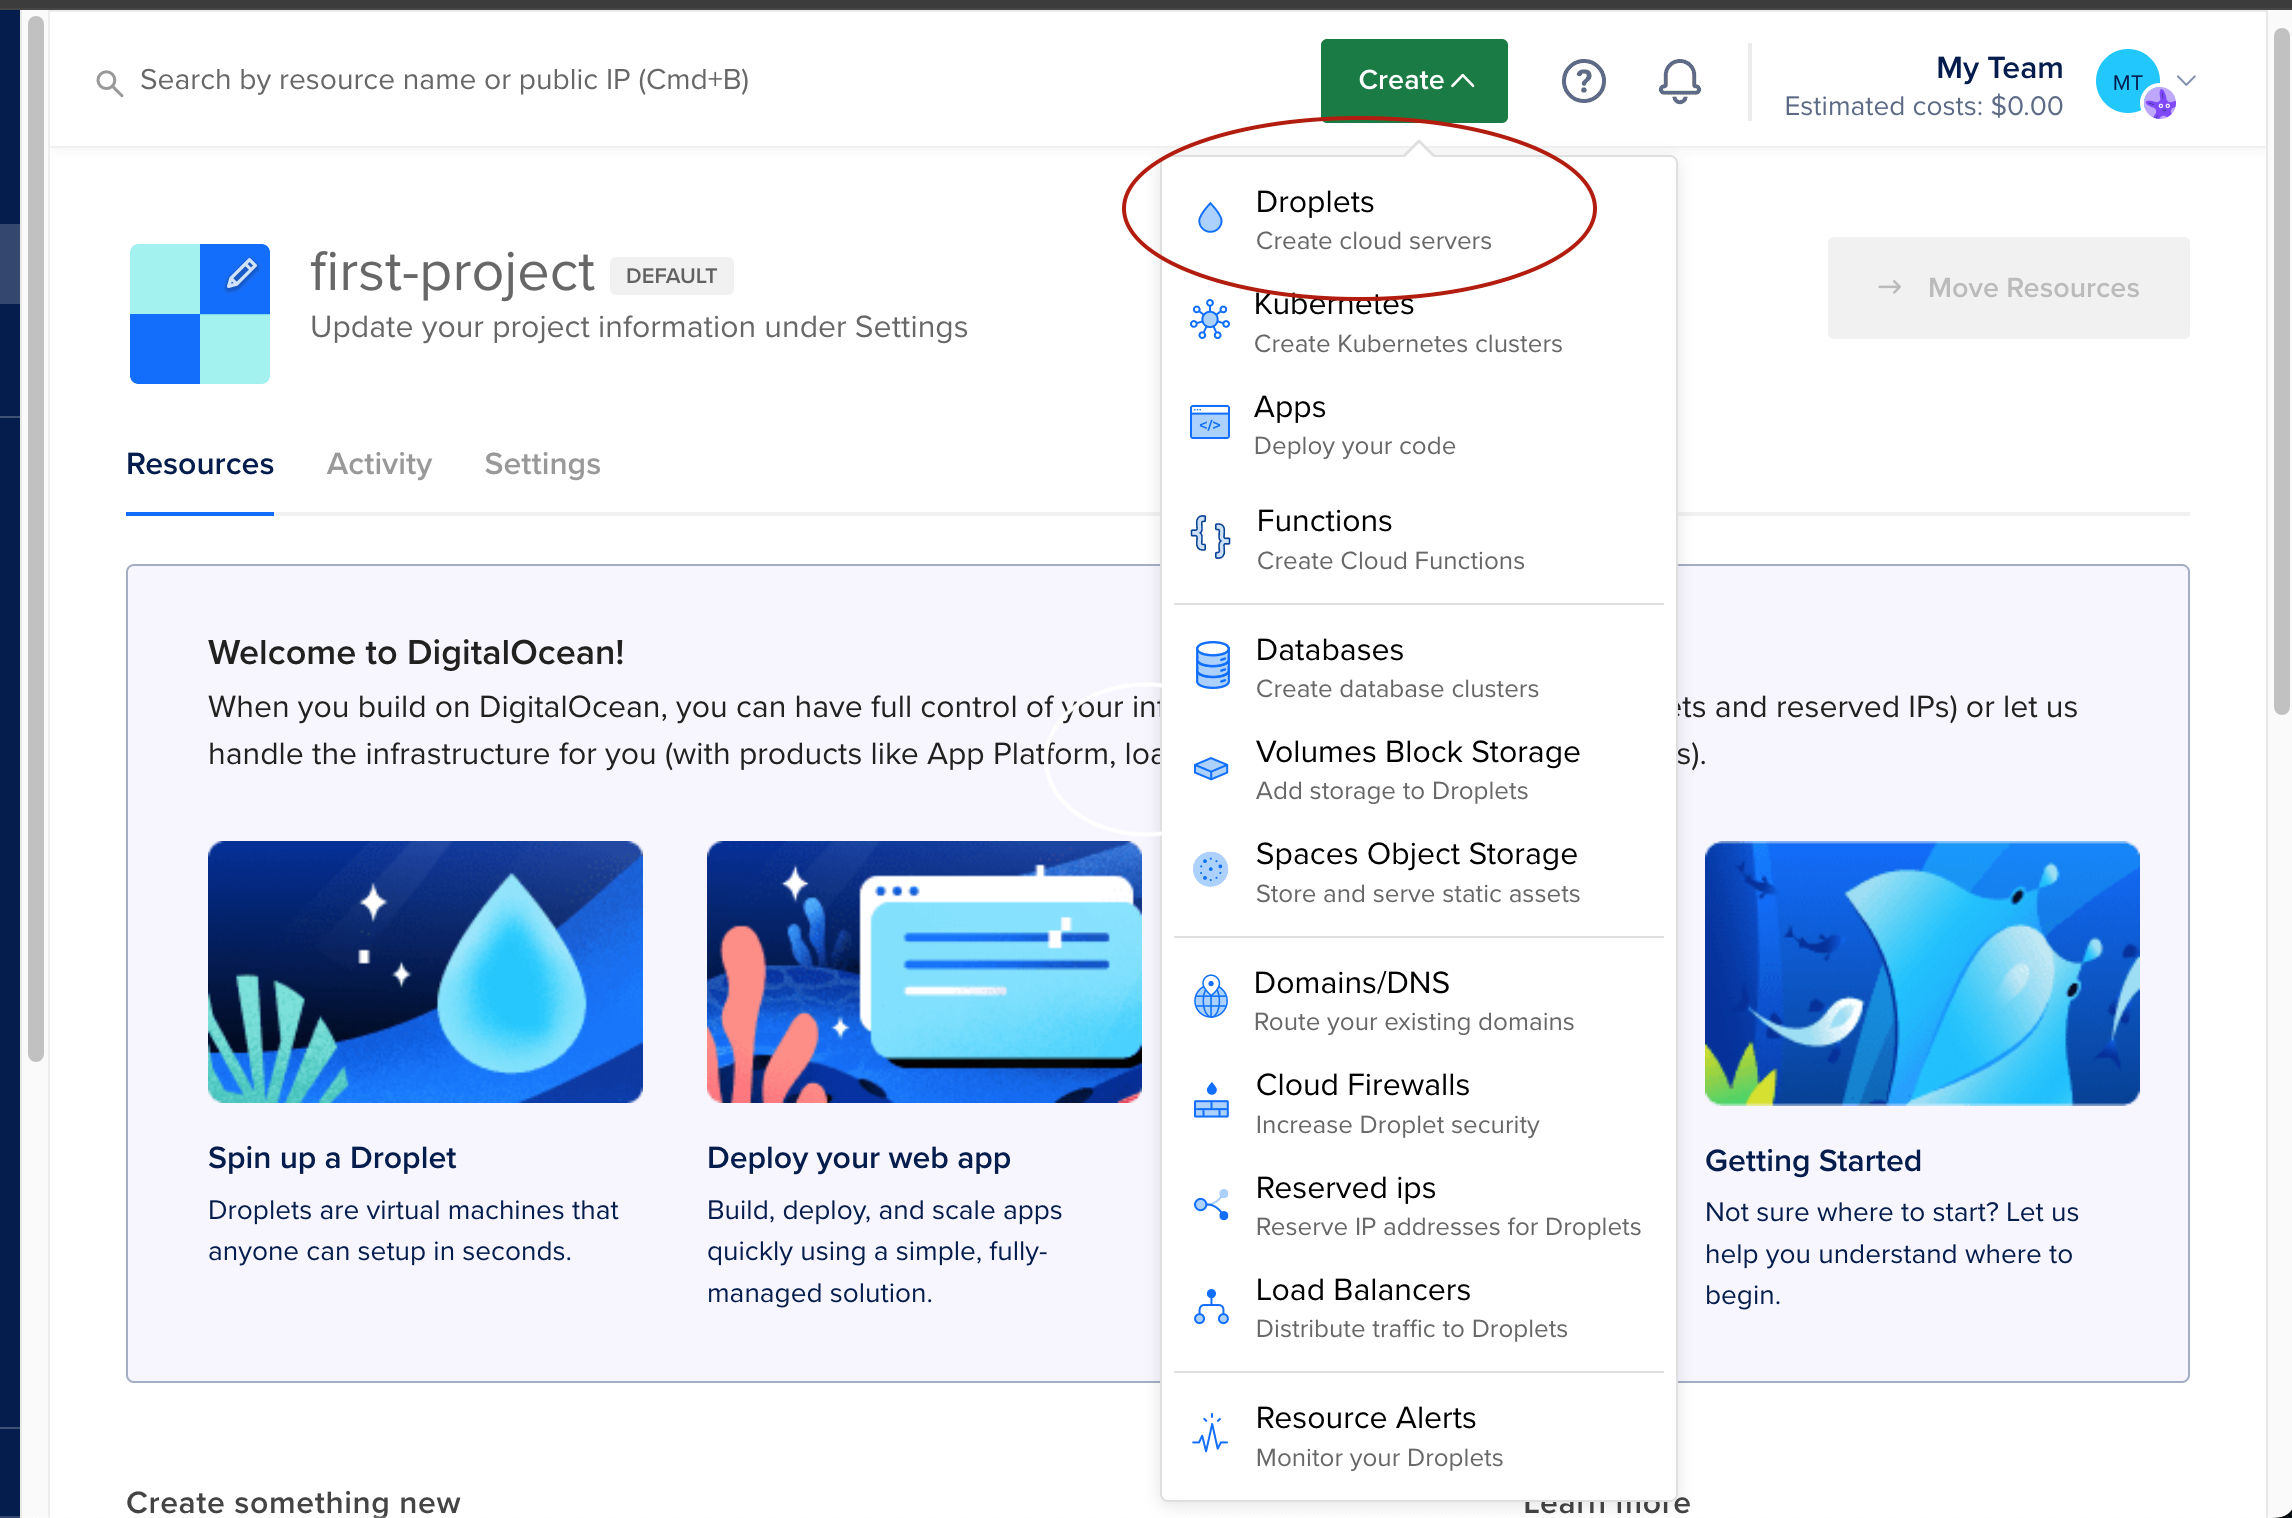 Search by resource name or public IP (Cmd+B)
Create
My Team
Estimated costs: $0.00
MT
first-project
DEFAULT
Update your project information under Settings
Move Resources
Resources
Activity
Settings
Droplets
Create cloud servers
Kubernetes
Create Kubernetes clusters
Apps
Deploy your code
Functions
Create Cloud Functions
Databases
Create database clusters
Volumes Block Storage
Add storage to Droplets
Spaces Object Storage
Store and serve static assets
Domains/DNS
Route your existing domains
Cloud Firewalls
Increase Droplet security
Reserved ips
Reserve IP addresses for Droplets
Load Balancers
Distribute traffic to Droplets
Resource Alerts
Monitor your Droplets
Welcome to DigitalOcean!
When you build on DigitalOcean, you can have full control of your and reserved IPs) or let us
handle the infrastructure for you (with products like App Platform,
Spin up a Droplet
Droplets are virtual machines that
anyone can setup in seconds.
Deploy your web app
Build, deploy, and scale apps
quickly using a simple, fully-
managed solution.
Getting Started
Not sure where to start? Let us
help you understand where to
begin.
Create something new
Learn more